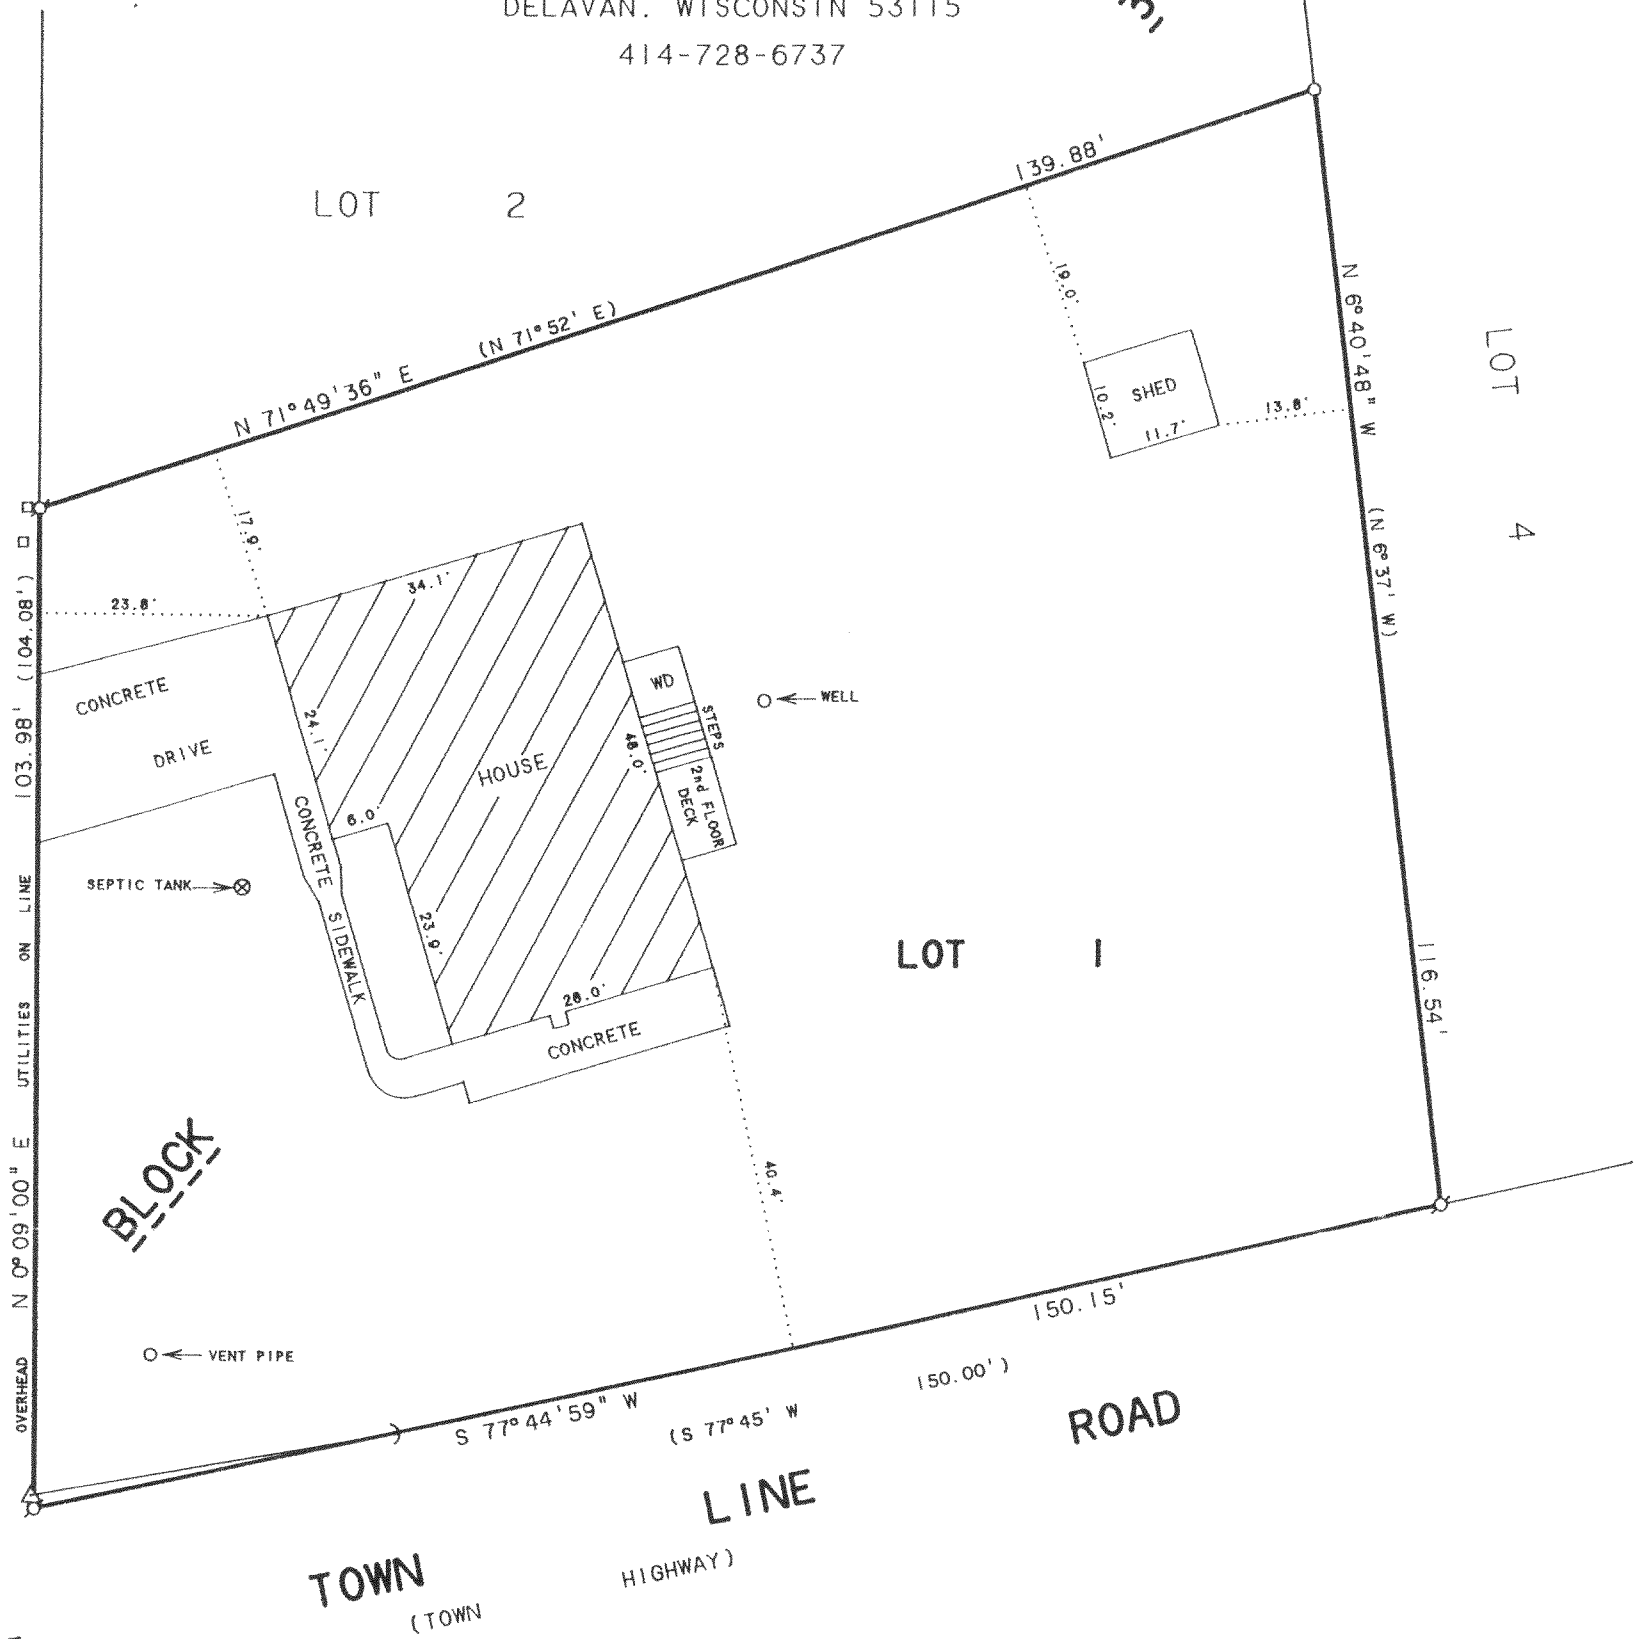 DELAVAN, WISCONSIN 53115
414-728-6737
3
LOT 2
139.88'
N 71°49'36" E (N 71°52' E)
19.0'
SHED
10.2'
11.7'
13.8'
N 6°40'48" W (N 6°37' W)
116.54'
LOT 4
17.9'
23.8'
34.1'
CONCRETE
DRIVE
24.1'
HOUSE
WD
STEPS
48.0'
2nd FLOOR
DECK
WELL
6.0'
CONCRETE SIDEWALK
SEPTIC TANK
23.9'
28.0'
CONCRETE
LOT 1
OVERHEAD UTILITIES ON LINE
N 0°09'00" E 103.98' (104.08')
BLOCK
40.4'
VENT PIPE
S 77°44'59" W 150.15'
(S 77°45' W 150.00')
TOWN LINE ROAD
(TOWN HIGHWAY)